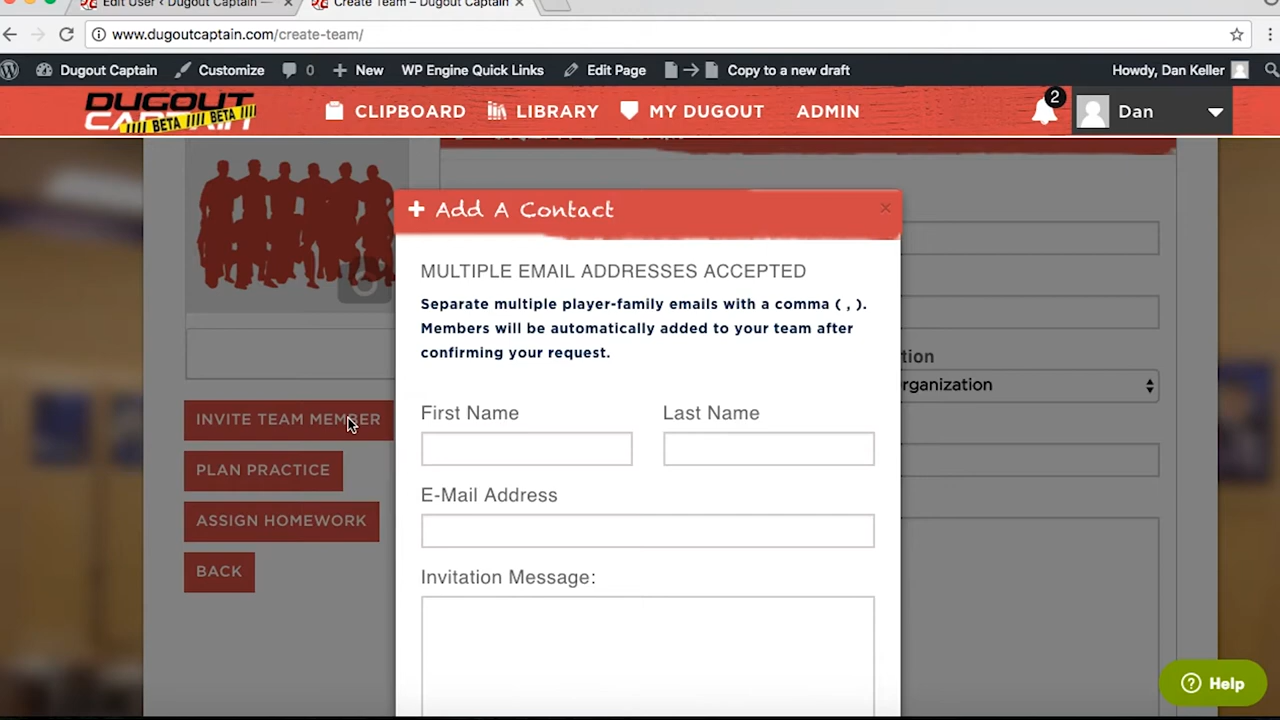 Edit User ‹ Dugout Captain —
Create Team – Dugout Captain
www.dugoutcaptain.com/create-team/
Dugout Captain
Customize
0
New
WP Engine Quick Links
Edit Page
Copy to a new draft
Howdy, Dan Keller
DUGOUT
CAPTAIN
BETA BETA
CLIPBOARD
LIBRARY
MY DUGOUT
ADMIN
2
Dan
Add A Contact
×
MULTIPLE EMAIL ADDRESSES ACCEPTED
Separate multiple player-family emails with a comma ( , ).
Members will be automatically added to your team after
confirming your request.
First Name
Last Name
E-Mail Address
Invitation Message:
tion
rganization
INVITE TEAM MEMBER
PLAN PRACTICE
ASSIGN HOMEWORK
BACK
Help